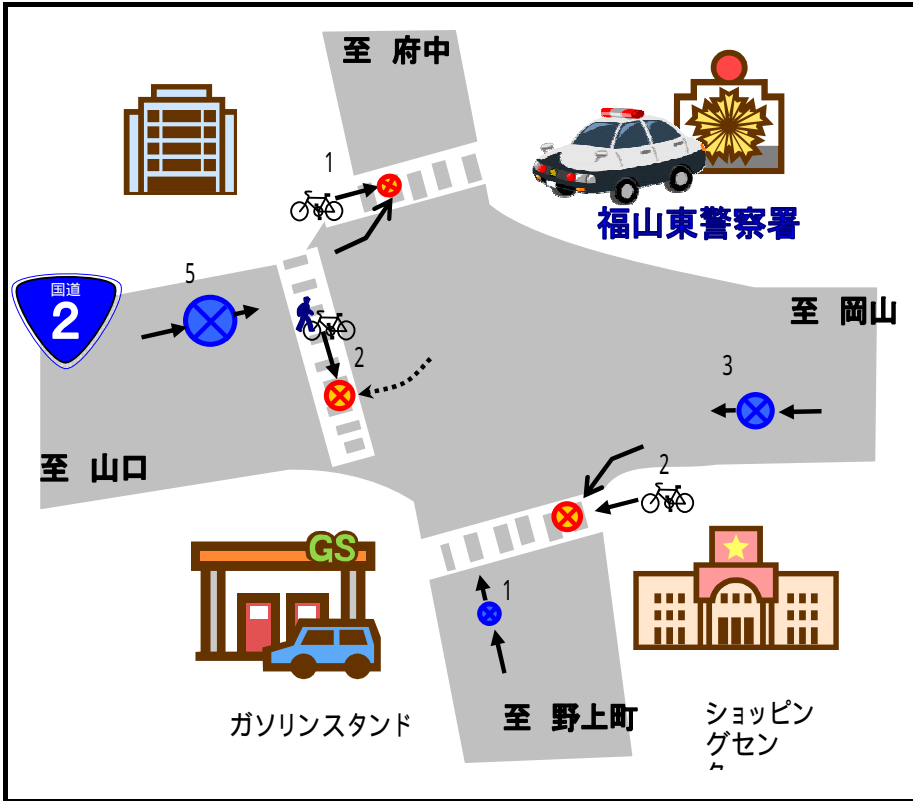 至 府中
1
福山東警察署
5
国道
2
至 岡山
2
3
至 山口
2
GS
1
至 野上町
ガソリンスタンド
ショッピン
グセン